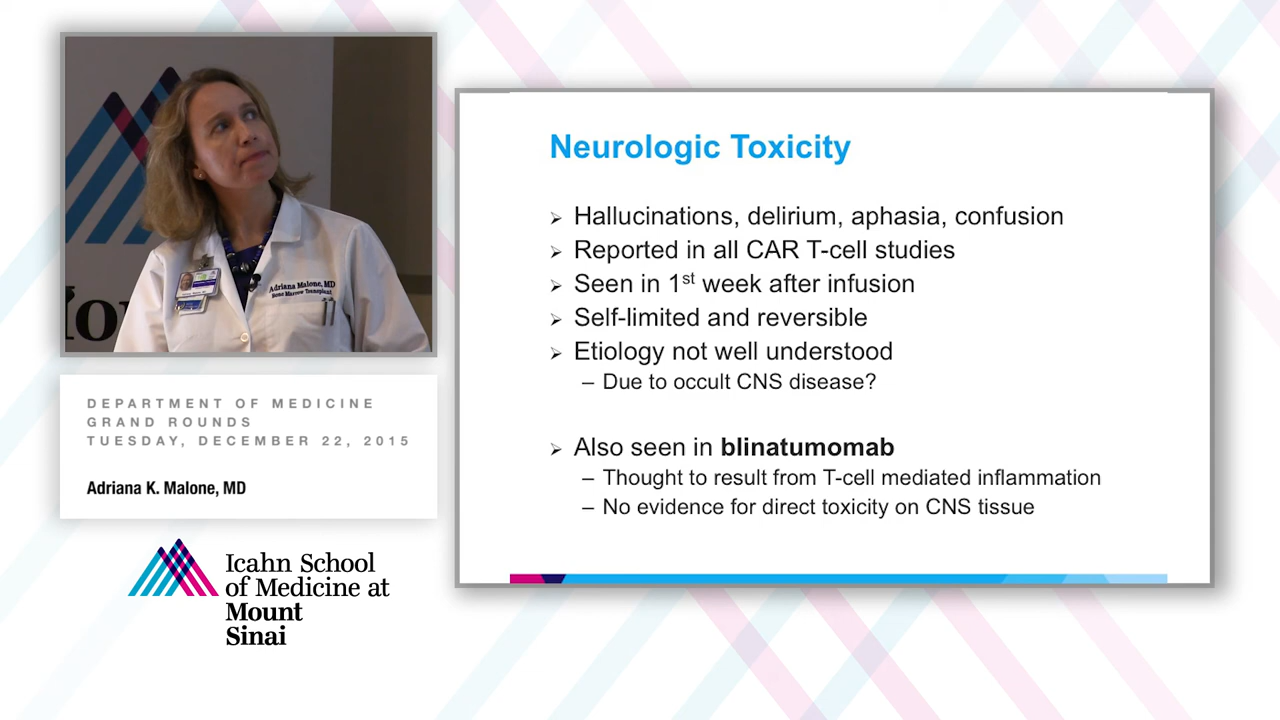 Adriana Malone, MD
Bone Marrow Transplant
DEPARTMENT OF MEDICINE
GRAND ROUNDS
TUESDAY, DECEMBER 22, 2015
Adriana K. Malone, MD
Icahn School
of Medicine at
Mount
Sinai
Neurologic Toxicity
➢ Hallucinations, delirium, aphasia, confusion
➢ Reported in all CAR T-cell studies
➢ Seen in 1st week after infusion
➢ Self-limited and reversible
➢ Etiology not well understood
– Due to occult CNS disease?
➢ Also seen in blinatumomab
– Thought to result from T-cell mediated inflammation
– No evidence for direct toxicity on CNS tissue